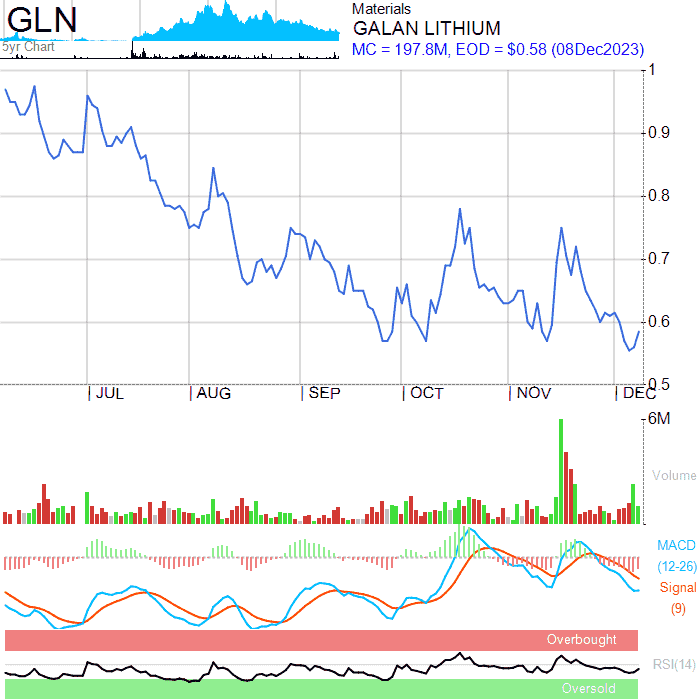 GLN
5yr Chart
Materials
GALAN LITHIUM
MC = 197.8M, EOD = $0.58 (08Dec2023)
1
0.9
0.8
0.7
0.6
0.5
JUL AUG SEP OCT NOV DEC
6M
Volume
MACD
(12-26)
Signal
(9)
Overbought
RSI(14)
Oversold